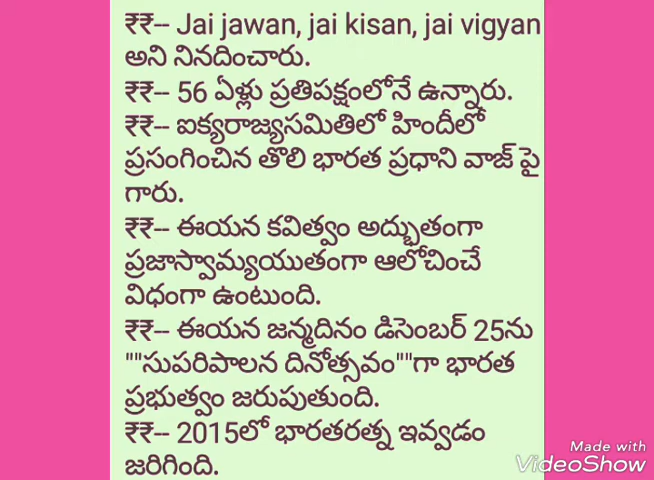 ₹₹-- Jai jawan, jai kisan, jai vigyan
అని నినదించారు.
₹₹-- 56 ఏళ్లు ప్రతిపక్షంలోనే ఉన్నారు.
₹₹-- ఐక్యరాజ్యసమితిలో హిందీలో
ప్రసంగించిన తొలి భారత ప్రధాని వాజ్ పై
గారు.
₹₹-- ఈయన కవిత్వం అద్భుతంగా
ప్రజాస్వామ్యయుతంగా ఆలోచించే
విధంగా ఉంటుంది.
₹₹-- ఈయన జన్మదినం డిసెంబర్ 25ను
""సుపరిపాలన దినోత్సవం""గా భారత
ప్రభుత్వం జరుపుతుంది.
₹₹-- 2015లో భారతరత్న ఇవ్వడం
జరిగింది.
Made with
VideoShow